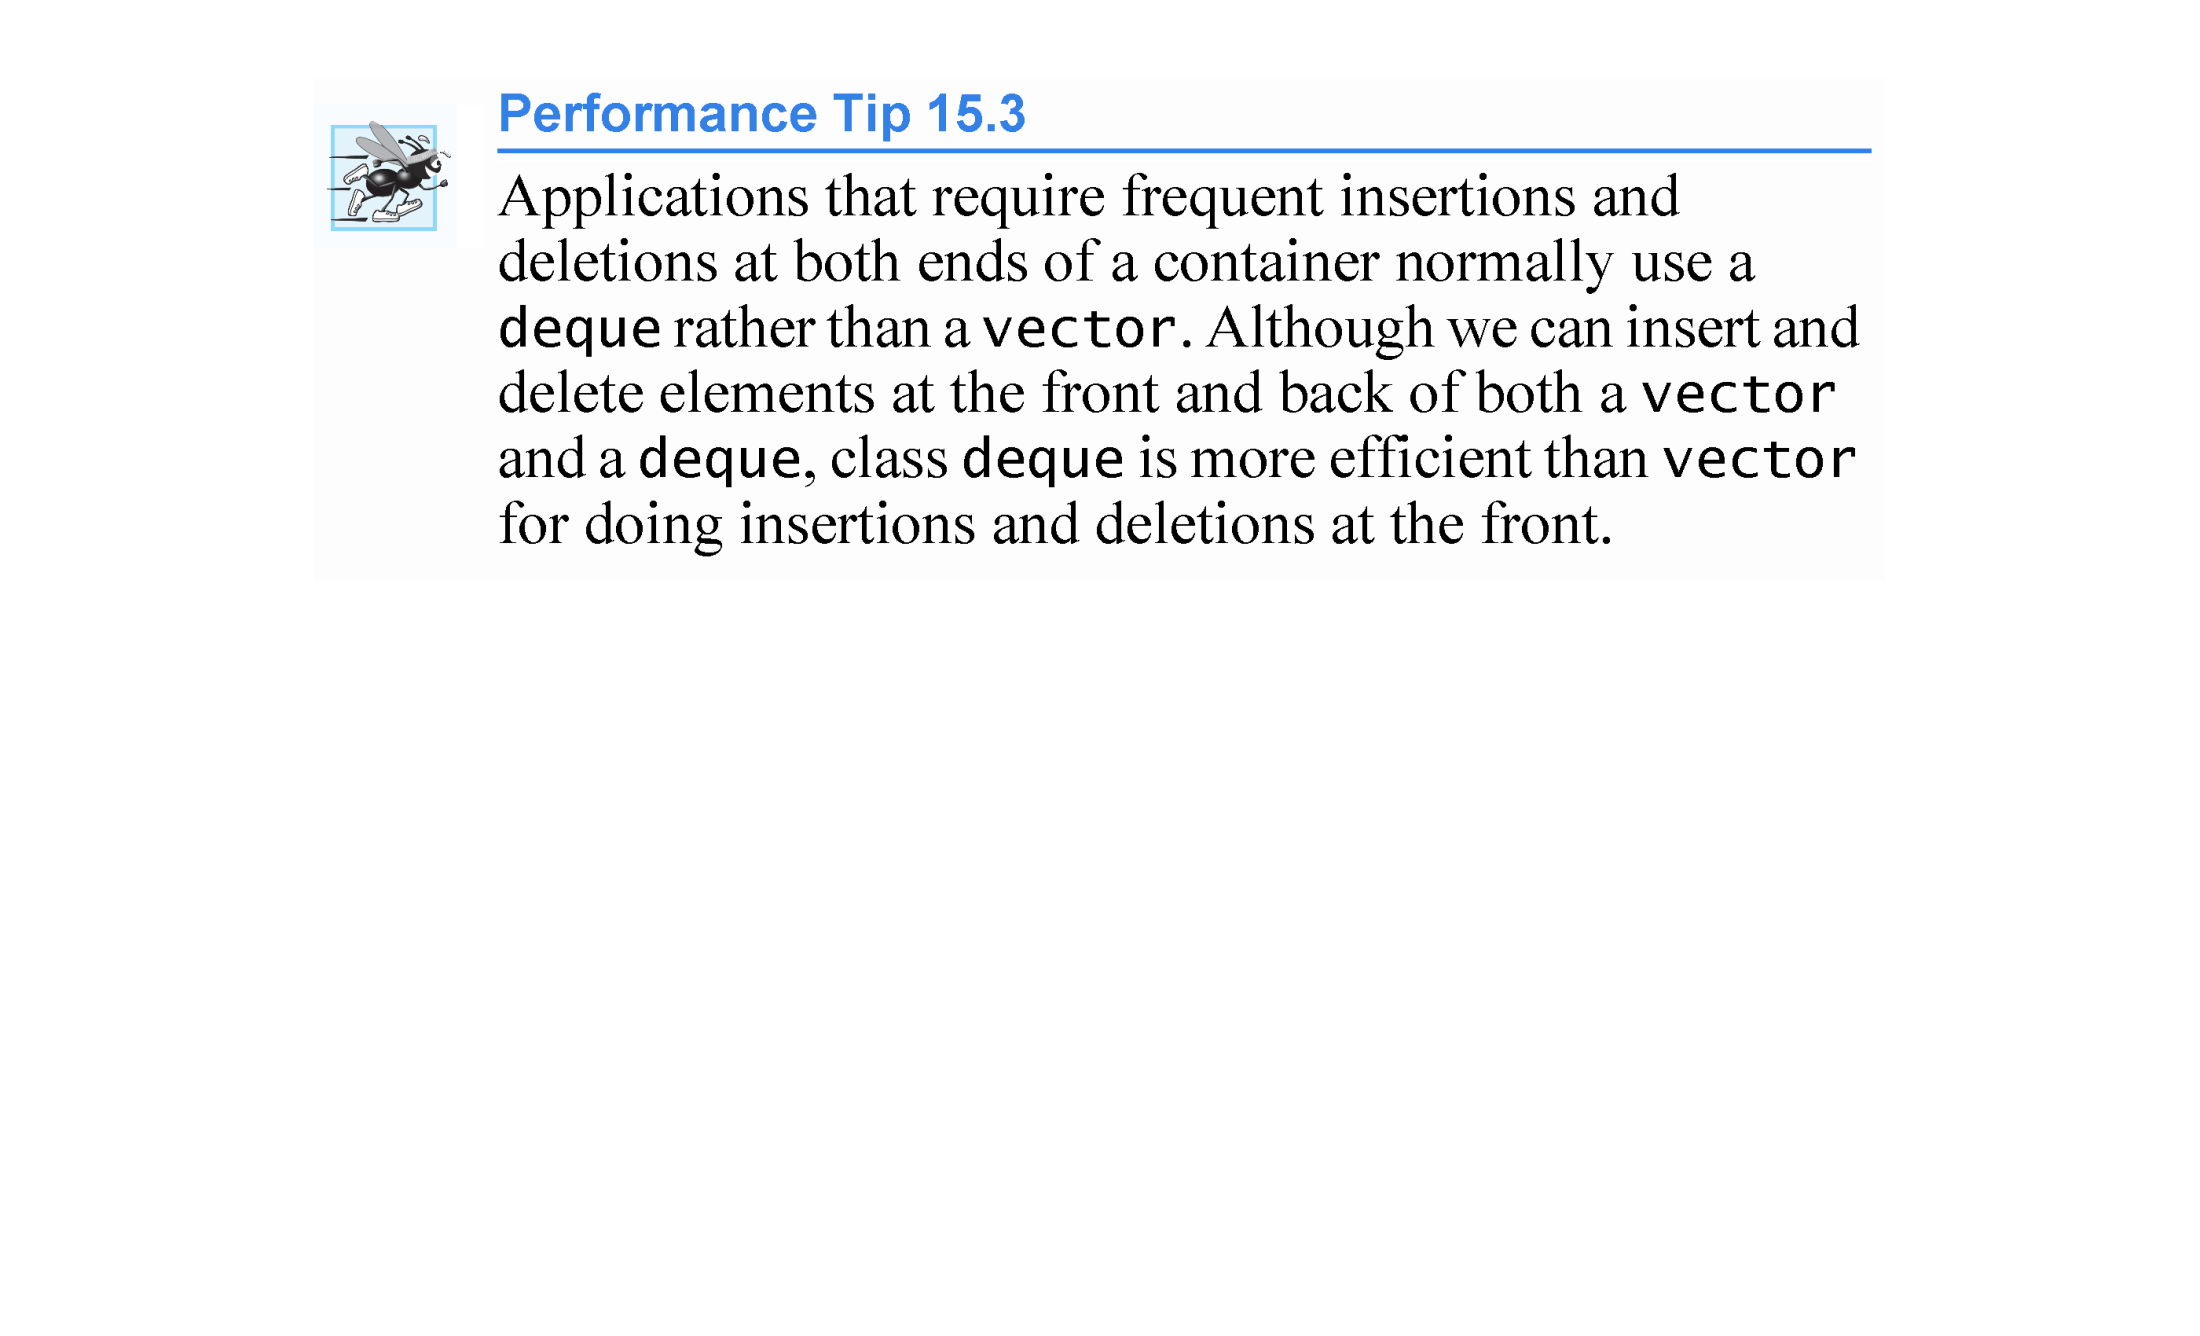 Performance Tip 15.3
Applications that require frequent insertions and
deletions at both ends of a container normally use a
deque rather than a vector. Although we can insert and
delete elements at the front and back of both a vector
and a deque, class deque is more efficient than vector
for doing insertions and deletions at the front.